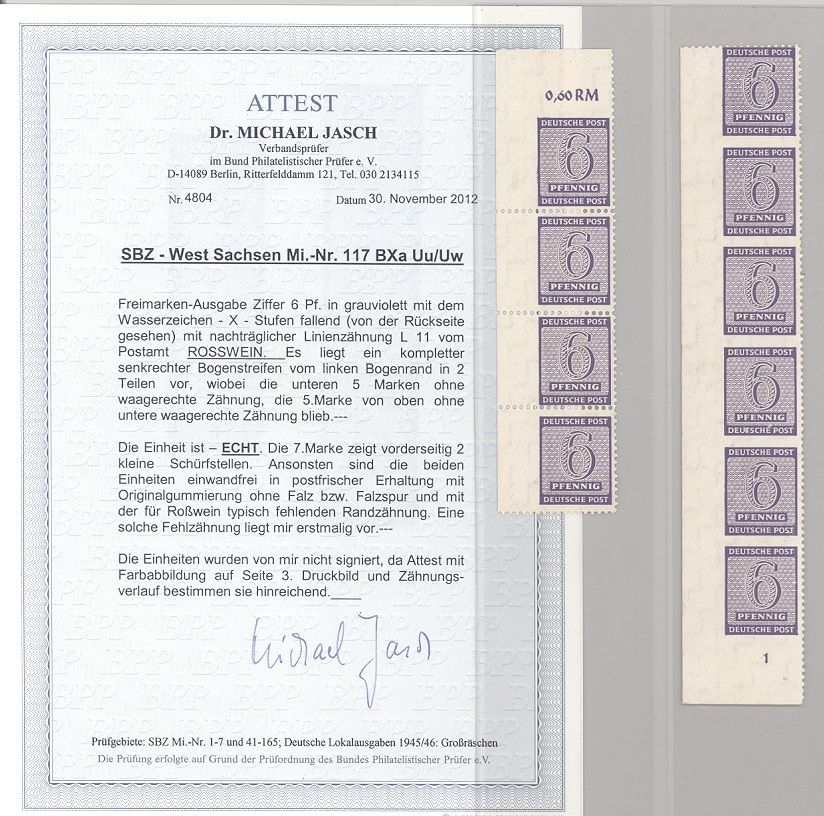 ATTEST
Dr. MICHAEL JASCH
Verbandsprüfer
im Bund Philatelistischer Prüfer e. V.
D-14089 Berlin, Ritterfelddamm 121, Tel. 030 2134115
Nr. 4804 Datum 30. November 2012
SBZ - West Sachsen Mi.-Nr. 117 BXa Uu/Uw
Freimarken-Ausgabe Ziffer 6 Pf. in grauviolett mit dem
Wasserzeichen - X - Stufen fallend (von der Rückseite
gesehen) mit nachträglicher Linienzähnung L 11 vom
Postamt ROSSWEIN. Es liegt ein kompletter
senkrechter Bogenstreifen vom linken Bogenrand in 2
Teilen vor, wiobei die unteren 5 Marken ohne
waagerechte Zähnung, die 5.Marke von oben ohne
untere waagerechte Zähnung blieb.---
Die Einheit ist – ECHT. Die 7.Marke zeigt vorderseitig 2
kleine Schürfstellen. Ansonsten sind die beiden
Einheiten einwandfrei in postfrischer Erhaltung mit
Originalgummierung ohne Falz bzw. Falzspur und mit
der für Roßwein typisch fehlenden Randzähnung. Eine
solche Fehlzähnung liegt mir erstmalig vor.---
Die Einheiten wurden von mir nicht signiert, da Attest mit
Farbabbildung auf Seite 3. Druckbild und Zähnungs-
verlauf bestimmen sie hinreichend.____
Michael Jasch
Prüfgebiete: SBZ Mi.-Nr. 1-7 und 41-165; Deutsche Lokalausgaben 1945/46: Großräschen
Die Prüfung erfolgte auf Grund der Prüfordnung des Bundes Philatelistischer Prüfer e.V.
0,60 RM
DEUTSCHE POST
6
PFENNIG
DEUTSCHE POST
DEUTSCHE POST
6
PFENNIG
DEUTSCHE POST
DEUTSCHE POST
6
PFENNIG
DEUTSCHE POST
DEUTSCHE POST
6
PFENNIG
DEUTSCHE POST
DEUTSCHE POST
6
PFENNIG
DEUTSCHE POST
DEUTSCHE POST
6
PFENNIG
DEUTSCHE POST
DEUTSCHE POST
6
PFENNIG
DEUTSCHE POST
DEUTSCHE POST
6
PFENNIG
DEUTSCHE POST
DEUTSCHE POST
6
PFENNIG
DEUTSCHE POST
DEUTSCHE POST
6
PFENNIG
DEUTSCHE POST
1